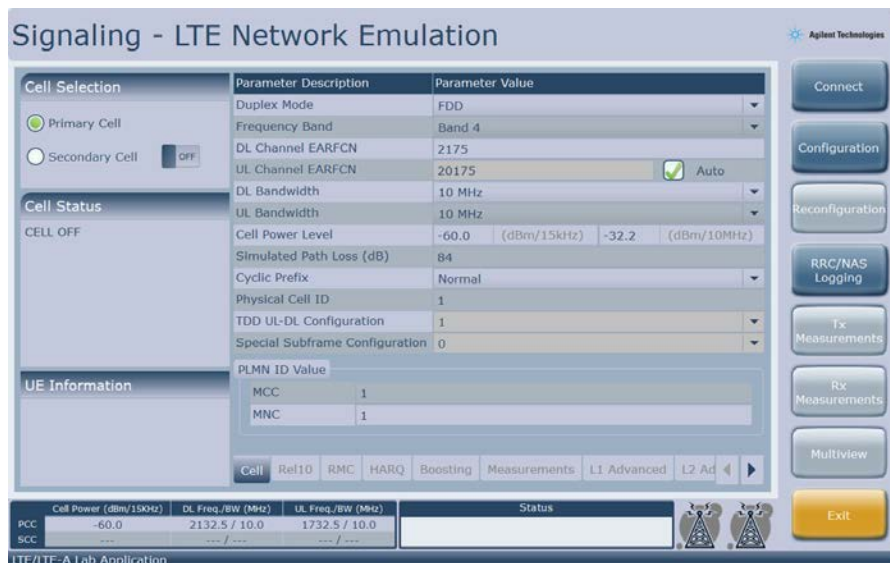 Signaling - LTE Network Emulation
Agilent Technologies
Cell Selection
Primary Cell
Secondary Cell OFF
Cell Status
CELL OFF
UE Information
Parameter Description Parameter Value
Duplex Mode FDD
Frequency Band Band 4
DL Channel EARFCN 2175
UL Channel EARFCN 20175 Auto
DL Bandwidth 10 MHz
UL Bandwidth 10 MHz
Cell Power Level -60.0 (dBm/15kHz) -32.2 (dBm/10MHz)
Simulated Path Loss (dB) 84
Cyclic Prefix Normal
Physical Cell ID 1
TDD UL-DL Configuration 1
Special Subframe Configuration 0
PLMN ID Value
MCC 1
MNC 1
Cell Rel10 RMC HARQ Boosting Measurements L1 Advanced L2 Ad
Connect
Configuration
Reconfiguration
RRC/NAS
Logging
Tx
Measurements
Rx
Measurements
Multiview
Exit
Cell Power (dBm/15KHz) DL Freq./BW (MHz) UL Freq./BW (MHz) Status
PCC -60.0 2132.5 / 10.0 1732.5 / 10.0
SCC --- --- / --- --- / ---
LTE/LTE-A Lab Application